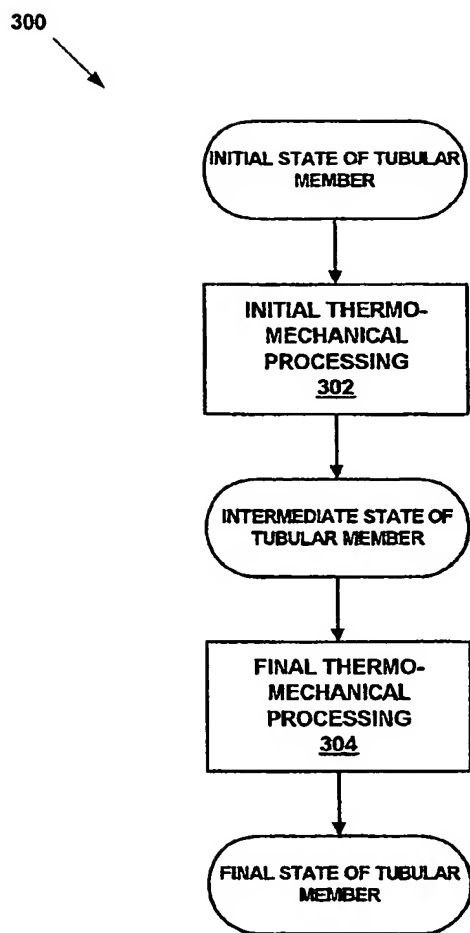 300
INITIAL STATE OF TUBULAR
MEMBER
INITIAL THERMO-
MECHANICAL
PROCESSING
302
INTERMEDIATE STATE OF
TUBULAR MEMBER
FINAL THERMO-
MECHANICAL
PROCESSING
304
FINAL STATE OF TUBULAR
MEMBER